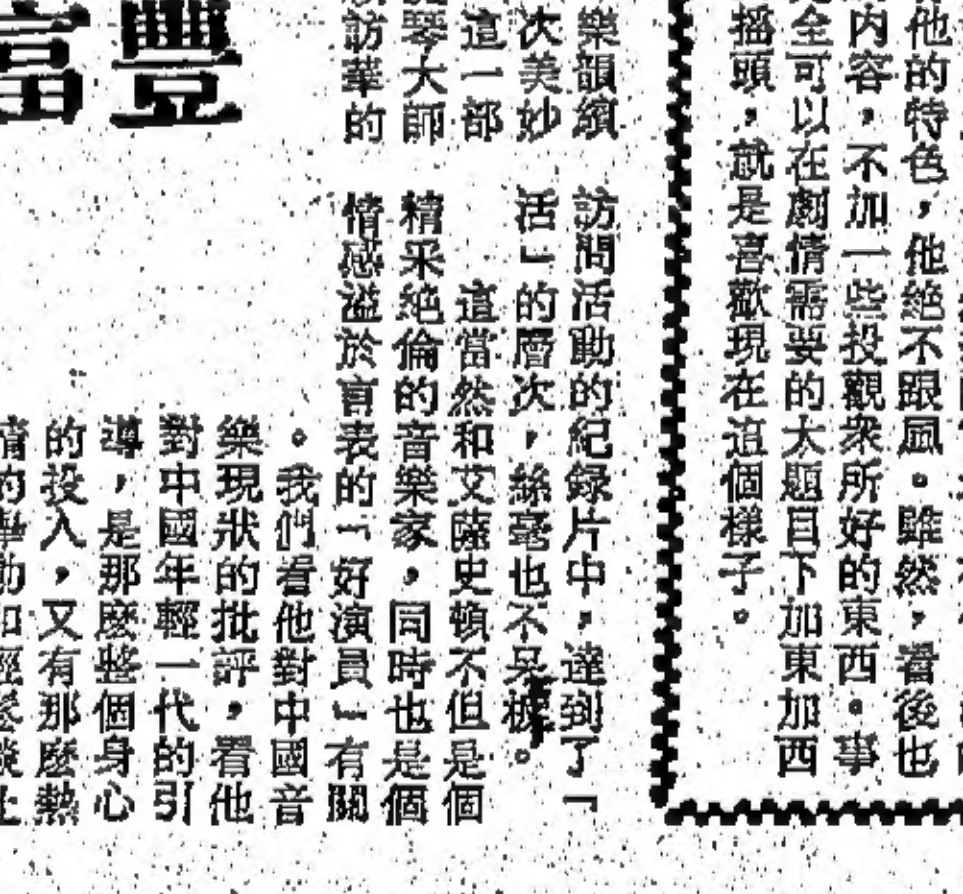 他的特色，他絕不跟風。雖然，看後也
內容，不加一些投觀衆所好的東西。事
全可以在劇情需要的大題目下加東加西
搖頭，就是喜歡現在這個樣子。
豐富
樂韻繽
次美妙
這一部
琴大師
訪華的
訪問活動的紀錄片中，達到了「
活」的層次，絲毫也不呆板。
這當然和艾薩史頓不但是個
精采絕倫的音樂家，同時也是個
情感溢於言表的「好演員」有關
。我們看他對中國音
樂現狀的批評，看他
對中國年輕一代的引
導，是那麼整個身心
的投入，又有那麼熱